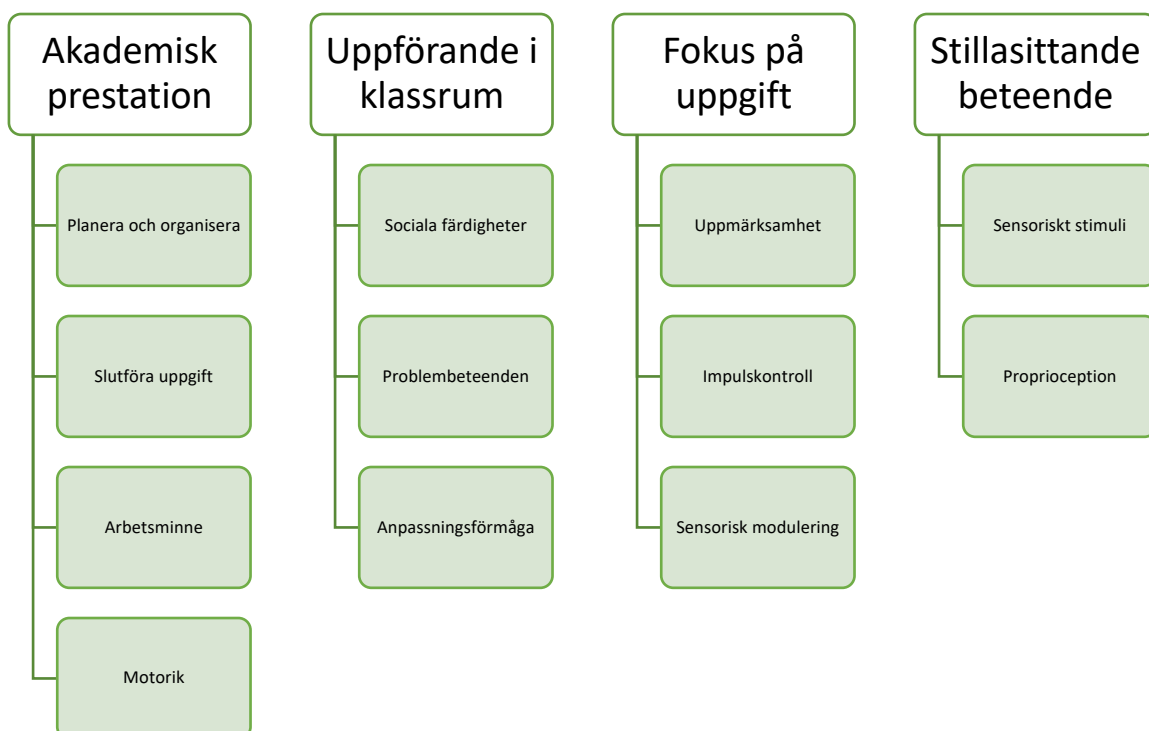 Akademisk
prestation
Planera och organisera
Slutföra uppgift
Arbetsminne
Motorik
Uppförande i
klassrum
Sociala färdigheter
Problembeteenden
Anpassningsförmåga
Fokus på
uppgift
Uppmärksamhet
Impulskontroll
Sensorisk modulering
Stillasittande
beteende
Sensoriskt stimuli
Proprioception